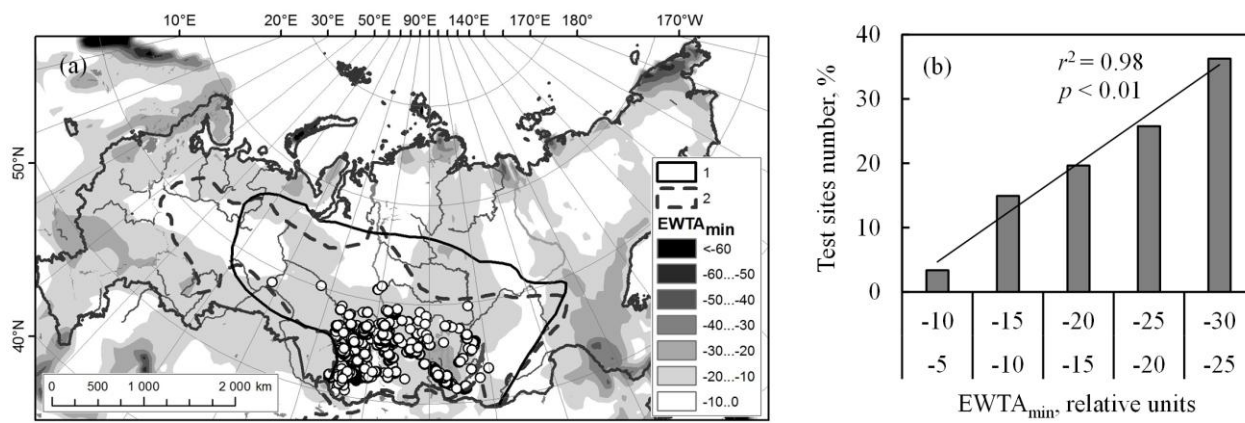 10°E 20°E 30°E 50°E 90°E 140°E 170°E 180° 170°W
(a)
50°N
40°N
1
2
EWTAmin
<-60
-60...-50
-50...-40
-40...-30
-30...-20
-20...-10
-10..0
0 500 1 000 2 000 km
(b)
r² = 0.98
p < 0.01
Test sites number, %
40
30
20
10
0
-10 -15 -20 -25 -30
-5 -10 -15 -20 -25
EWTAmin, relative units